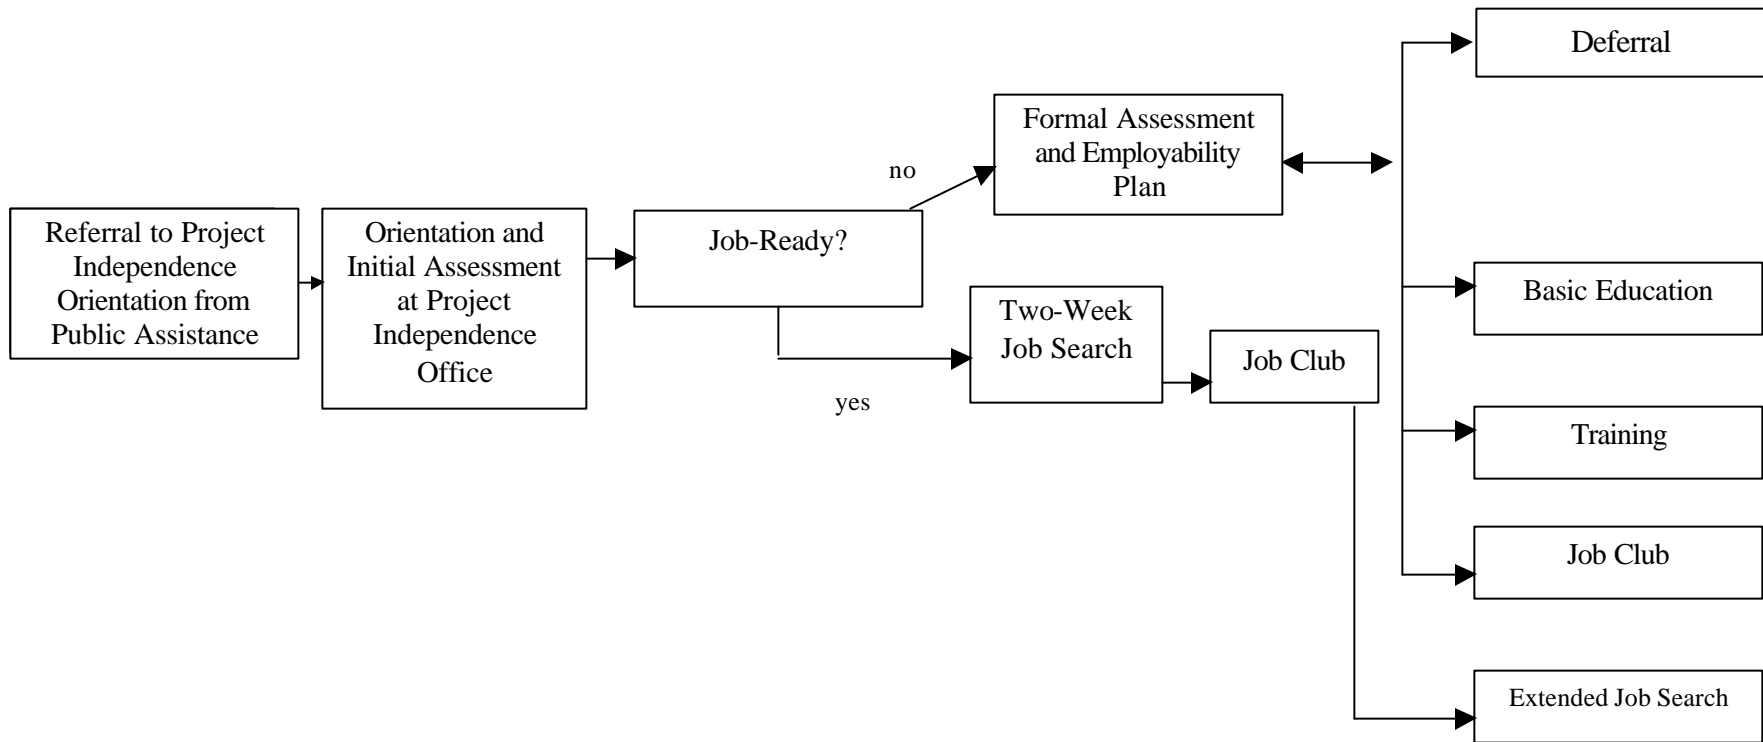 Referral to Project
Independence
Orientation from
Public Assistance
Orientation and
Initial Assessment
at Project
Independence
Office
Job-Ready?
no
yes
Formal Assessment
and Employability
Plan
Two-Week
Job Search
Job Club
Deferral
Basic Education
Training
Job Club
Extended Job Search